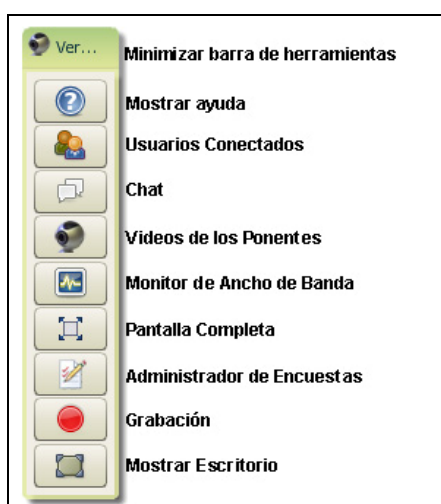 Ver...
Minimizar barra de herramientas
Mostrar ayuda
Usuarios Conectados
Chat
Videos de los Ponentes
Monitor de Ancho de Banda
Pantalla Completa
Administrador de Encuestas
Grabación
Mostrar Escritorio